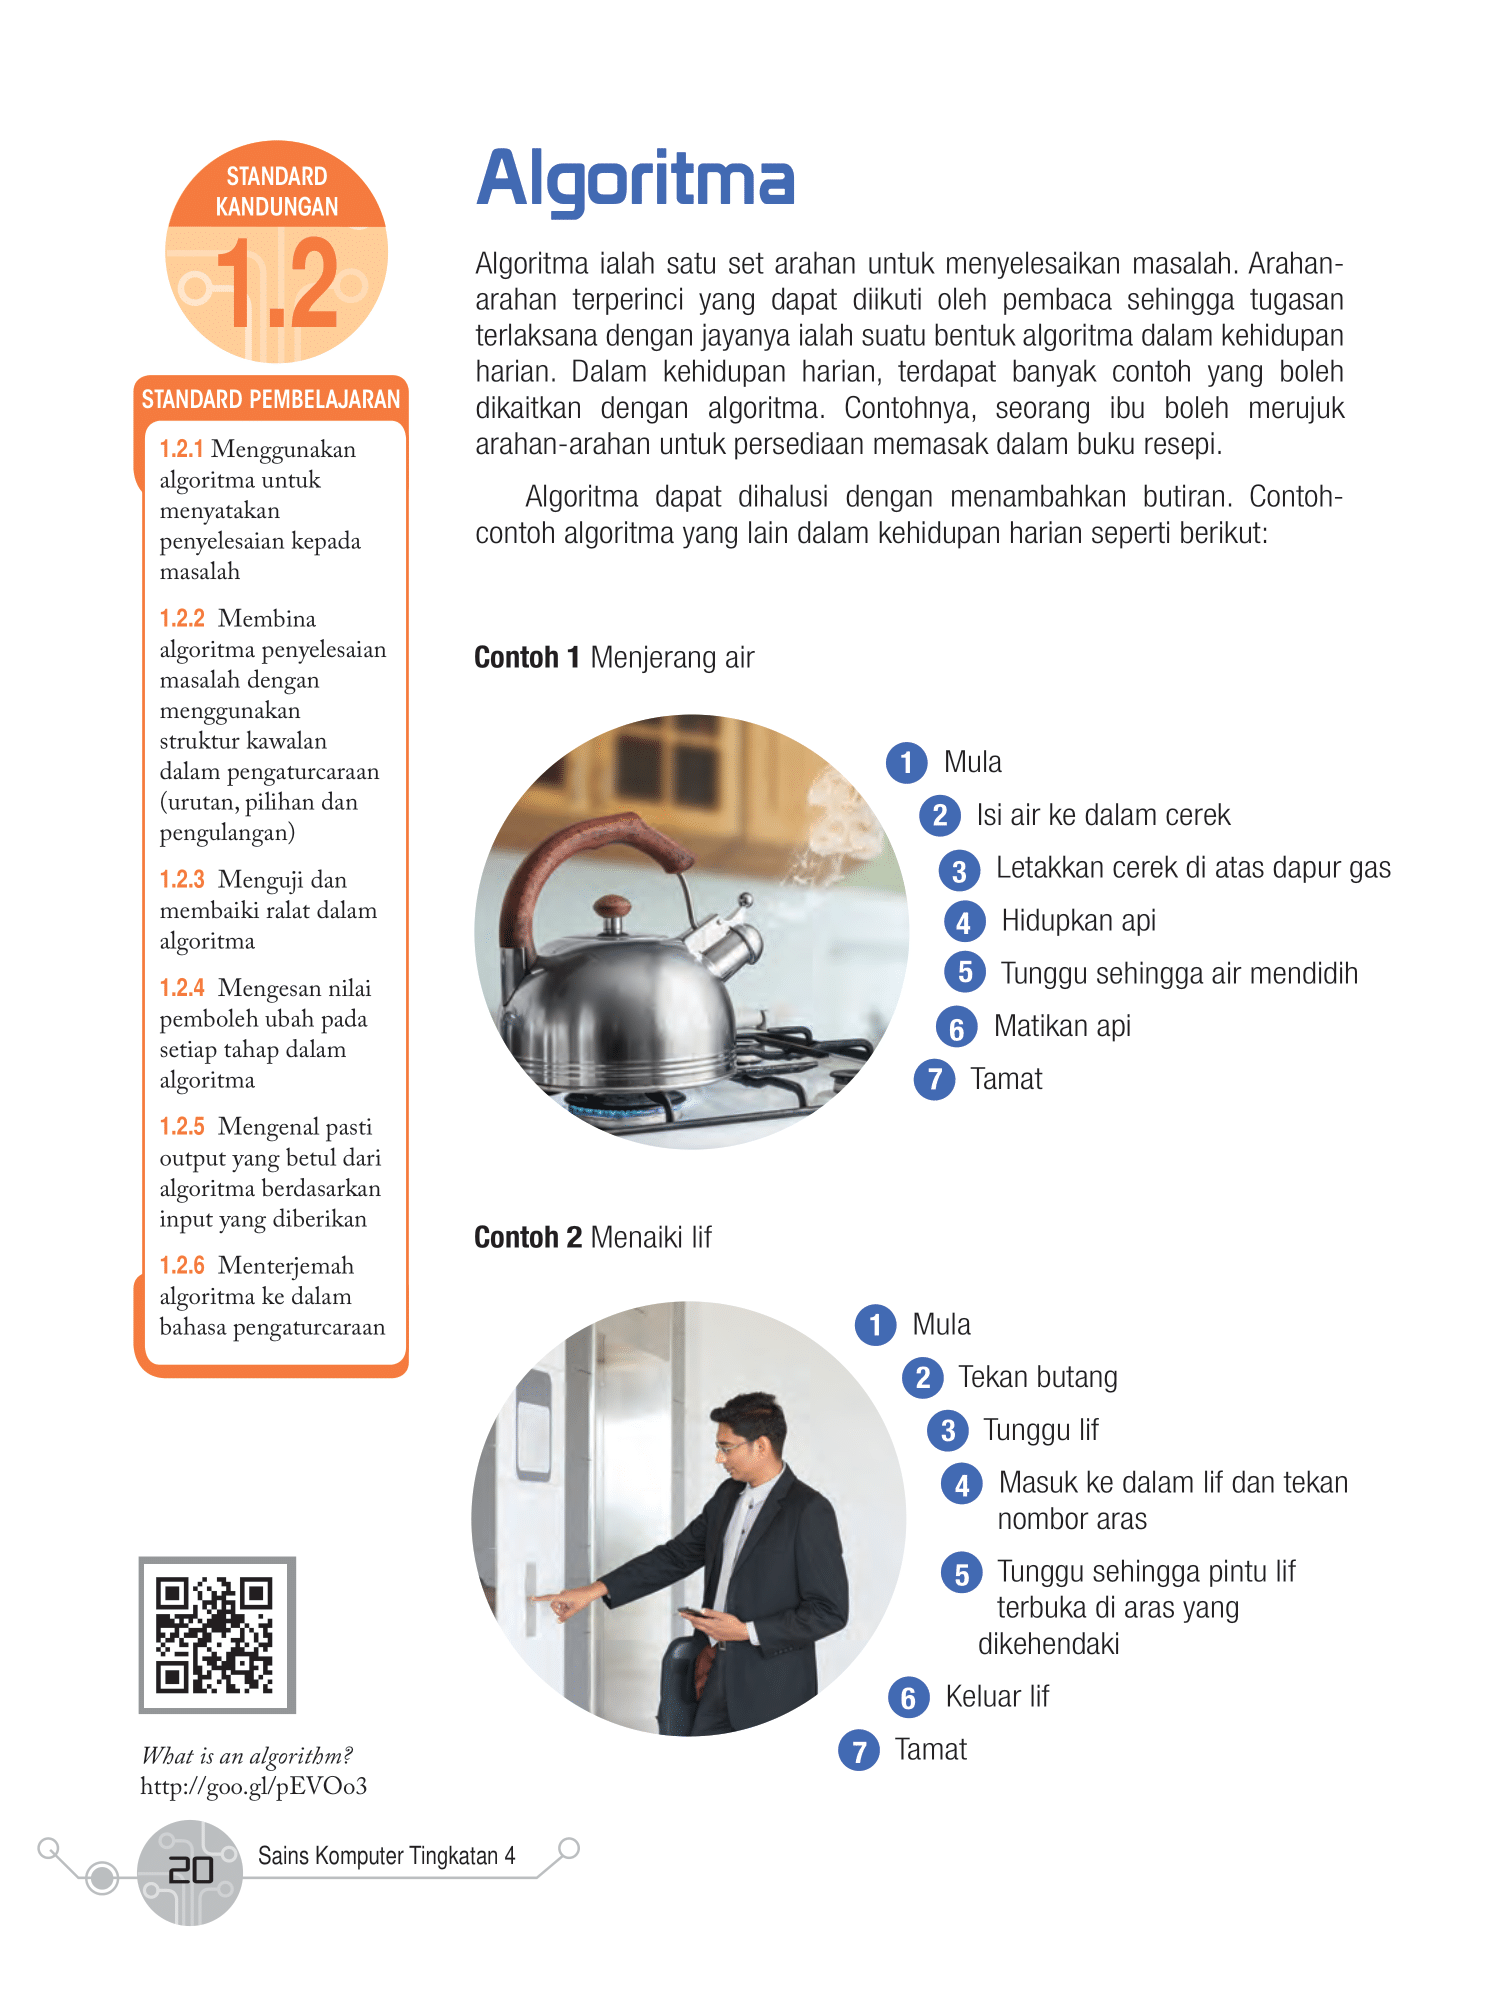 STANDARD
KANDUNGAN
1.2
STANDARD PEMBELAJARAN
1.2.1 Menggunakan
algoritma untuk
menyatakan
penyelesaian kepada
masalah
1.2.2 Membina
algoritma penyelesaian
masalah dengan
menggunakan
struktur kawalan
dalam pengaturcaraan
(urutan, pilihan dan
pengulangan)
1.2.3 Menguji dan
membaiki ralat dalam
algoritma
1.2.4 Mengesan nilai
pemboleh ubah pada
setiap tahap dalam
algoritma
1.2.5 Mengenal pasti
output yang betul dari
algoritma berdasarkan
input yang diberikan
1.2.6 Menterjemah
algoritma ke dalam
bahasa pengaturcaraan
What is an algorithm?
http://goo.gl/pEVOo3
Algoritma
Algoritma ialah satu set arahan untuk menyelesaikan masalah. Arahan-
arahan terperinci yang dapat diikuti oleh pembaca sehingga tugasan
terlaksana dengan jayanya ialah suatu bentuk algoritma dalam kehidupan
harian. Dalam kehidupan harian, terdapat banyak contoh yang boleh
dikaitkan dengan algoritma. Contohnya, seorang ibu boleh merujuk
arahan-arahan untuk persediaan memasak dalam buku resepi.
Algoritma dapat dihalusi dengan menambahkan butiran. Contoh-
contoh algoritma yang lain dalam kehidupan harian seperti berikut:
Contoh 1 Menjerang air
1 Mula
2 Isi air ke dalam cerek
3 Letakkan cerek di atas dapur gas
4 Hidupkan api
5 Tunggu sehingga air mendidih
6 Matikan api
7 Tamat
Contoh 2 Menaiki lif
1 Mula
2 Tekan butang
3 Tunggu lif
4 Masuk ke dalam lif dan tekan
nombor aras
5 Tunggu sehingga pintu lif
terbuka di aras yang
dikehendaki
6 Keluar lif
7 Tamat
20 Sains Komputer Tingkatan 4